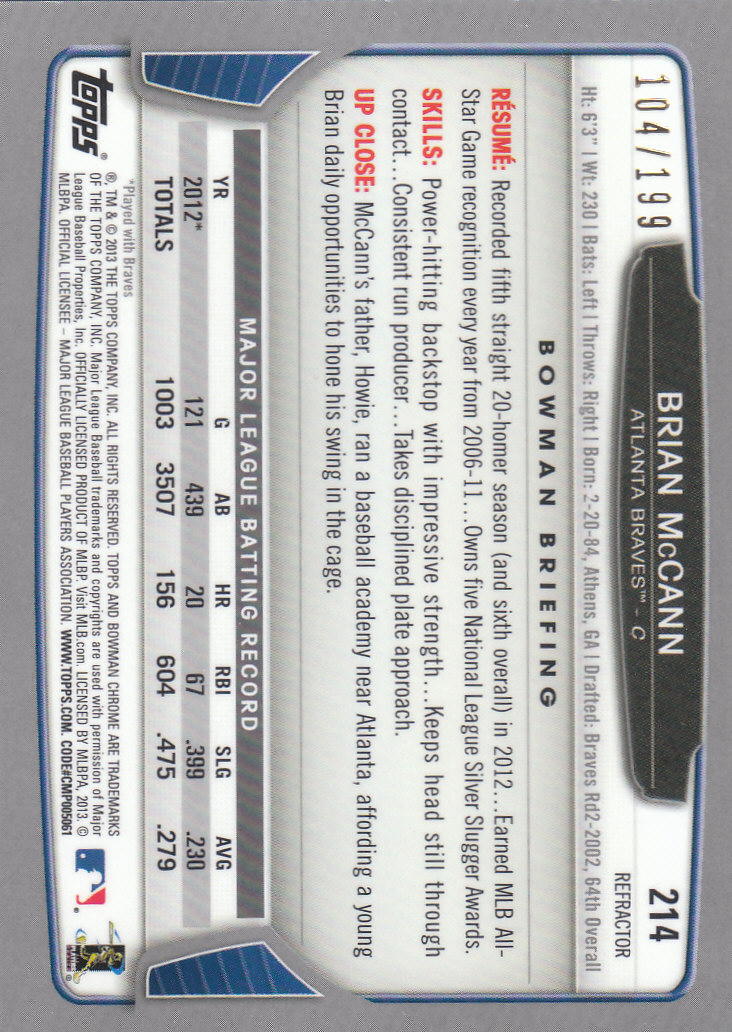 104/199
BRIAN McCANN
ATLANTA BRAVES™ - C
214
REFRACTOR
Ht: 6'3" | Wt: 230 | Bats: Left | Throws: Right | Born: 2-20-84, Athens, GA | Drafted: Braves Rd2-2002, 64th Overall
BOWMAN BRIEFING
RÉSUMÉ: Recorded fifth straight 20-homer season (and sixth overall) in 2012...Earned MLB All-
Star Game recognition every year from 2006-11...Owns five National League Silver Slugger Awards.
SKILLS: Power-hitting backstop with impressive strength...Keeps head still through
contact...Consistent run producer...Takes disciplined plate approach.
UP CLOSE: McCann's father, Howie, ran a baseball academy near Atlanta, affording a young
Brian daily opportunities to hone his swing in the cage.
MAJOR LEAGUE BATTING RECORD
YR G AB HR RBI SLG AVG
2012* 121 439 20 67 .399 .230
TOTALS 1003 3507 156 604 .475 .279
*Played with Braves
topps®
®, TM & © 2013 THE TOPPS COMPANY, INC. ALL RIGHTS RESERVED. TOPPS AND BOWMAN CHROME ARE TRADEMARKS
OF THE TOPPS COMPANY, INC. Major League Baseball trademarks and copyrights are used with permission of Major
League Baseball Properties, Inc. OFFICIALLY LICENSED PRODUCT OF MLBP. Visit MLB.com. LICENSED BY MLBPA, 2013. ©
MLBPA. OFFICIAL LICENSEE – MAJOR LEAGUE BASEBALL PLAYERS ASSOCIATION. WWW.TOPPS.COM. CODE#CMP005061